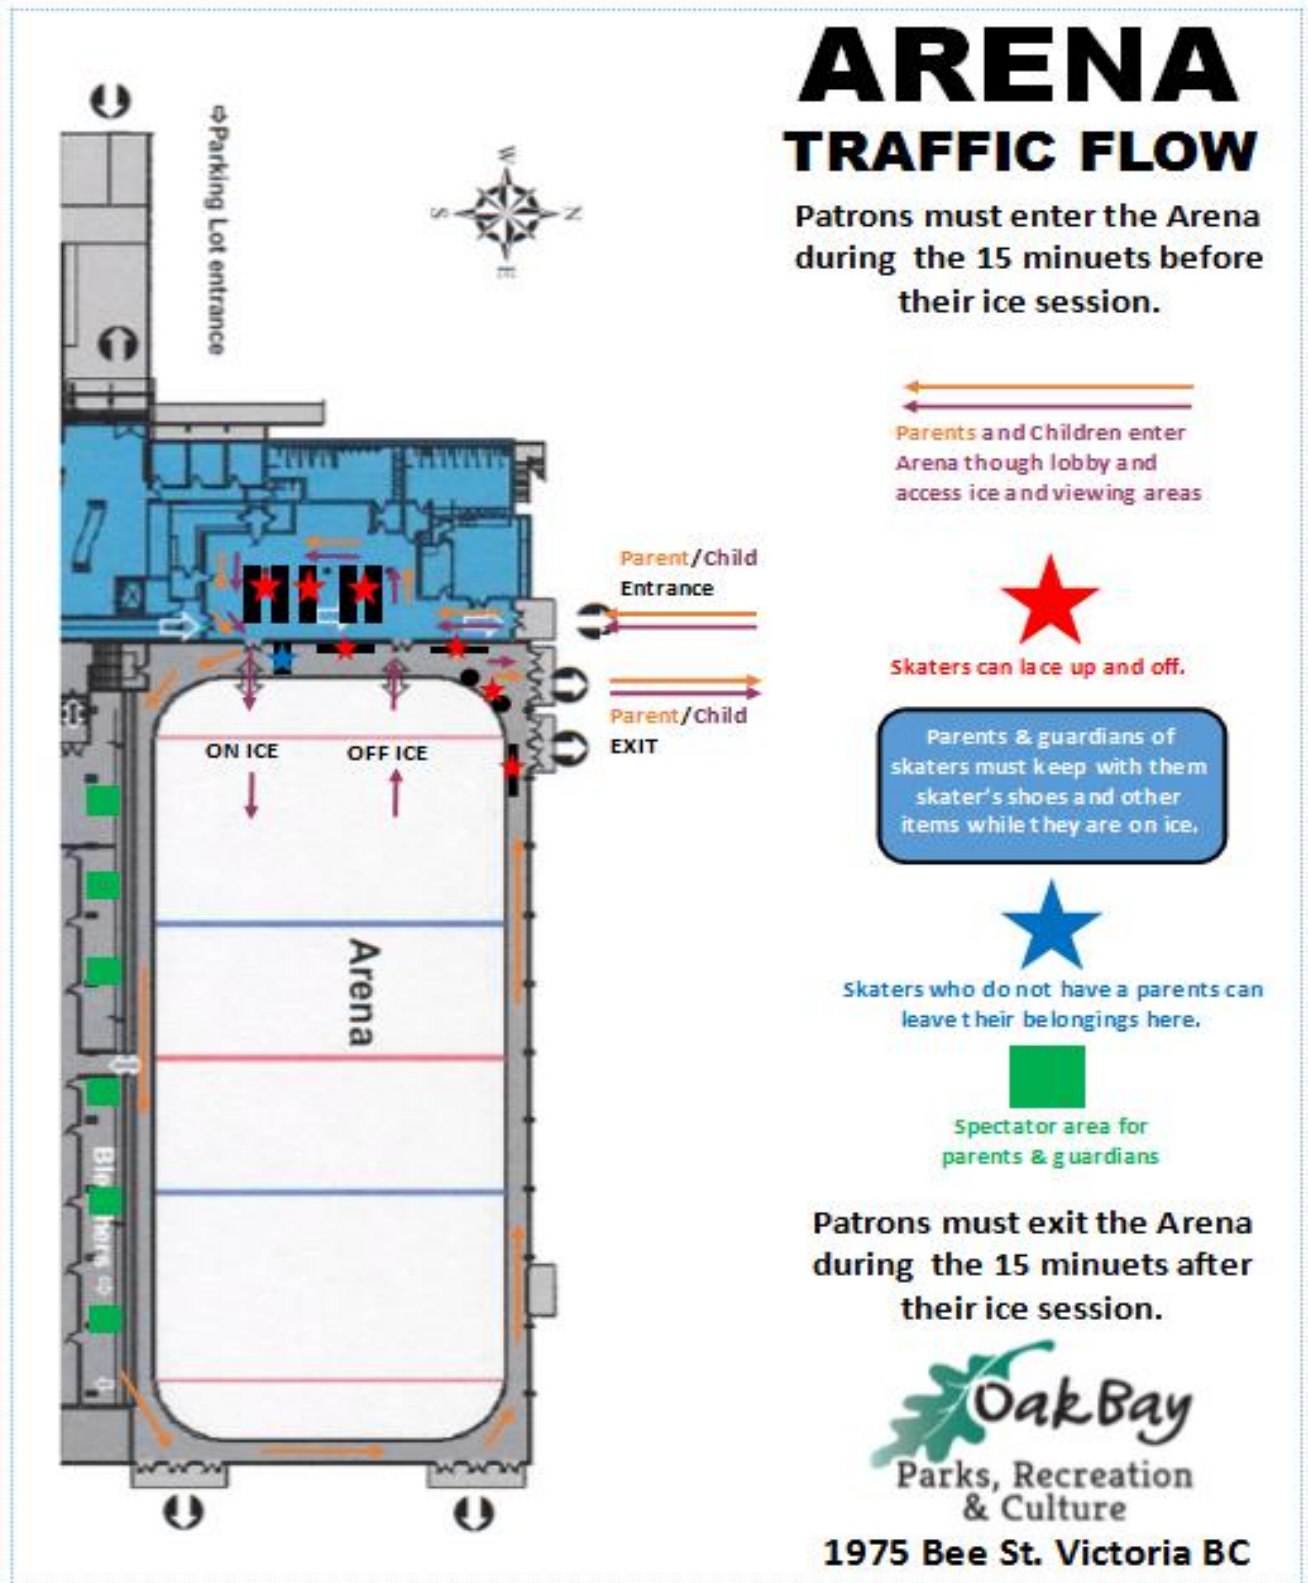 ARENA
TRAFFIC FLOW
Patrons must enter the Arena
during the 15 minuets before
their ice session.
⇨Parking Lot entrance
W
S
N
E
Parents and Children enter
Arena though lobby and
access ice and viewing areas
Parent/Child
Entrance
Skaters can lace up and off.
Parent/Child
EXIT
ON ICE
OFF ICE
Parents & guardians of
skaters must keep with them
skater's shoes and other
items while they are on ice.
Arena
Skaters who do not have a parents can
leave their belongings here.
Spectator area for
parents & guardians
Patrons must exit the Arena
during the 15 minuets after
their ice session.
Oak Bay
Parks, Recreation
& Culture
1975 Bee St. Victoria BC